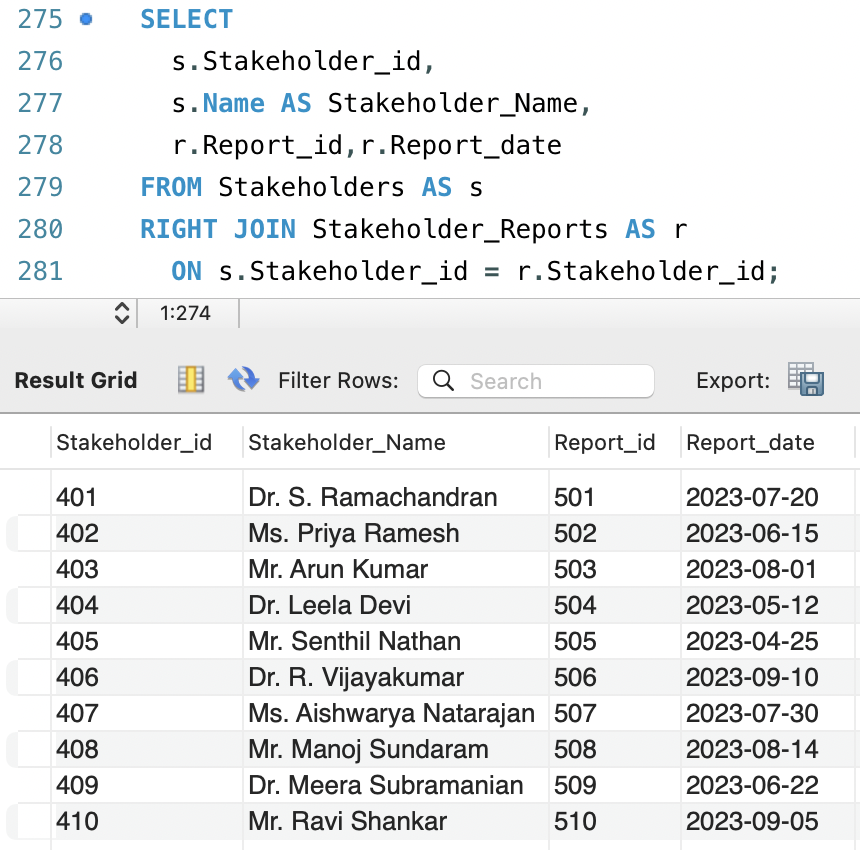 275 SELECT
276 s.Stakeholder_id,
277 s.Name AS Stakeholder_Name,
278 r.Report_id,r.Report_date
279 FROM Stakeholders AS s
280 RIGHT JOIN Stakeholder_Reports AS r
281 ON s.Stakeholder_id = r.Stakeholder_id;
1:274
Result Grid Filter Rows: Search Export:
Stakeholder_id Stakeholder_Name Report_id Report_date
401 Dr. S. Ramachandran 501 2023-07-20
402 Ms. Priya Ramesh 502 2023-06-15
403 Mr. Arun Kumar 503 2023-08-01
404 Dr. Leela Devi 504 2023-05-12
405 Mr. Senthil Nathan 505 2023-04-25
406 Dr. R. Vijayakumar 506 2023-09-10
407 Ms. Aishwarya Natarajan 507 2023-07-30
408 Mr. Manoj Sundaram 508 2023-08-14
409 Dr. Meera Subramanian 509 2023-06-22
410 Mr. Ravi Shankar 510 2023-09-05